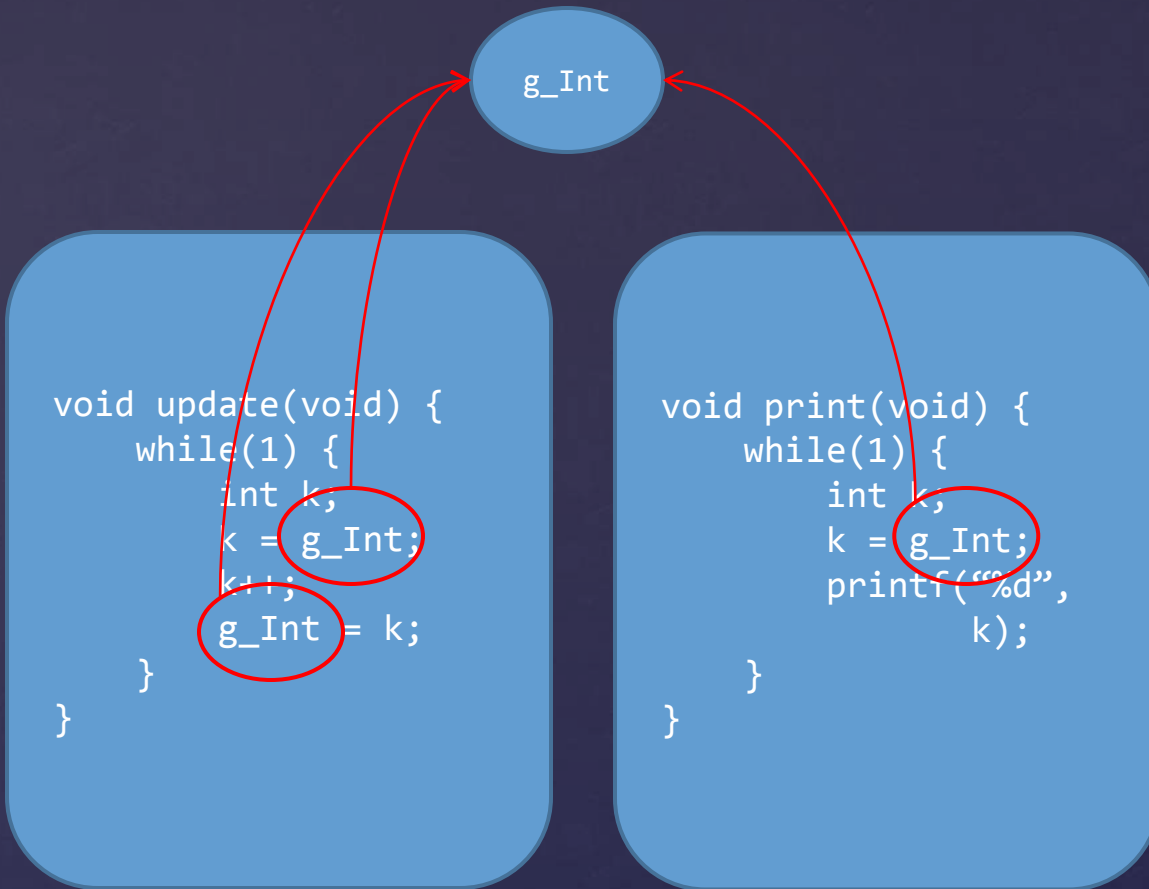 g_Int
void update(void) {
    while(1) {
        int k;
        k = g_Int;
        k++;
        g_Int = k;
    }
}
void print(void) {
    while(1) {
        int k;
        k = g_Int;
        printf(“%d”,
               k);
    }
}